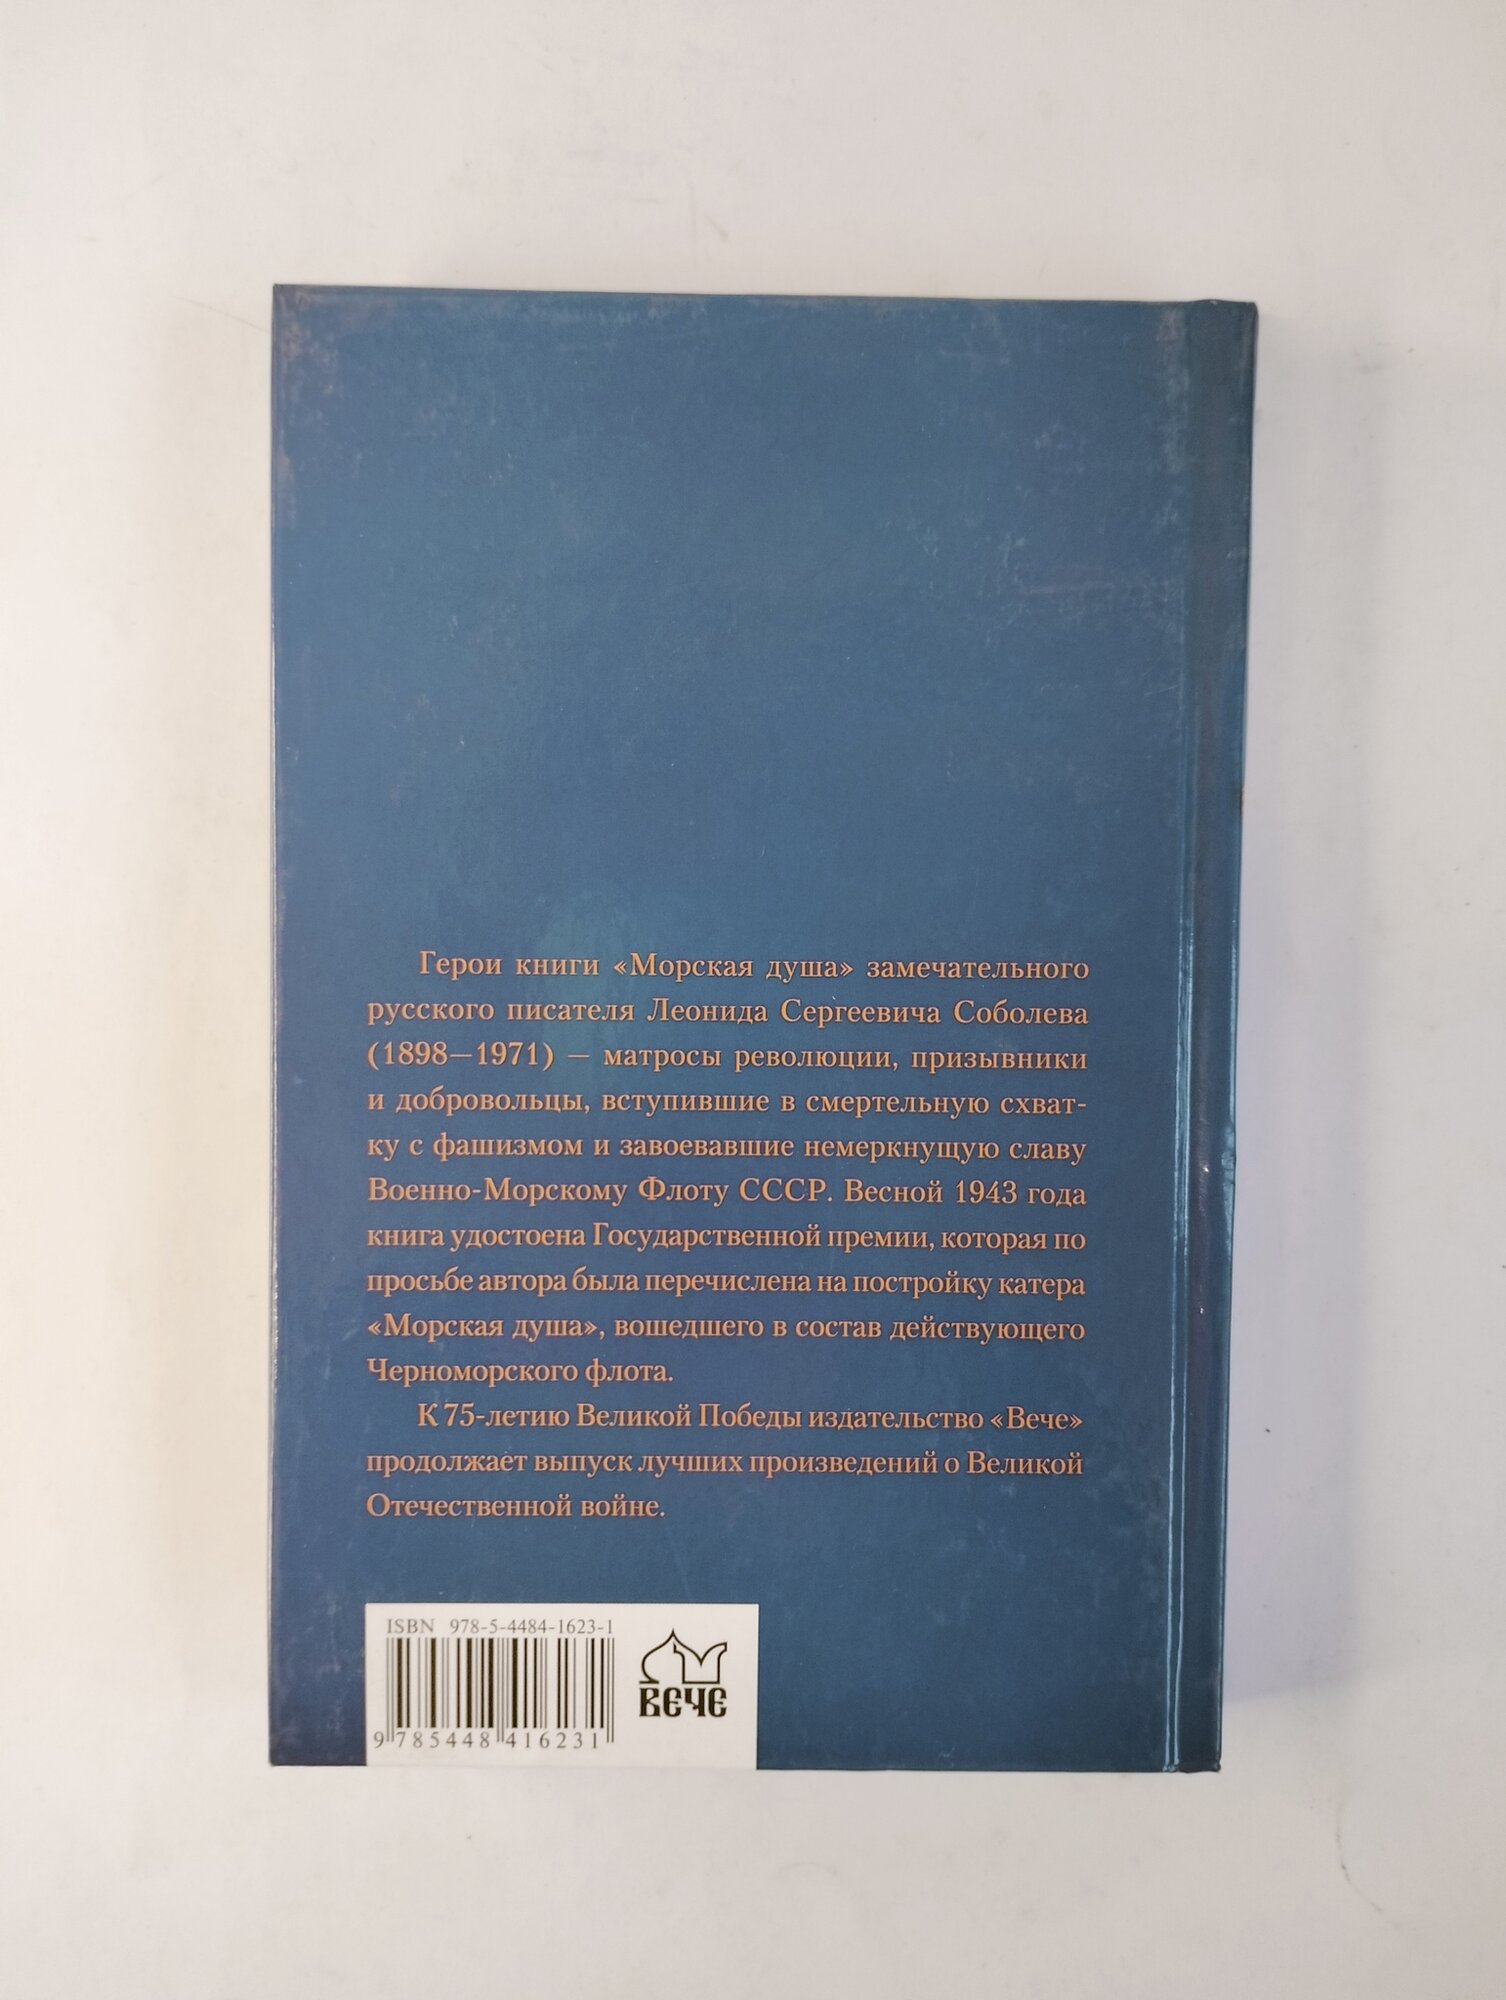 Герои книги «Морская душа» замечательного
русского писателя Леонида Сергеевича Соболева
(1898—1971) — матросы революции, призывники
и добровольцы, вступившие в смертельную схват-
ку с фашизмом и завоевавшие немеркнущую славу
Военно-Морскому Флоту СССР. Весной 1943 года
книга удостоена Государственной премии, которая по
просьбе автора была перечислена на постройку катера
«Морская душа», вошедшего в состав действующего
Черноморского флота.
К 75-летию Великой Победы издательство «Вече»
продолжает выпуск лучших произведений о Великой
Отечественной войне.
ISBN 978-5-4484-1623-1
9 785448 416231
ВЕЧЕ